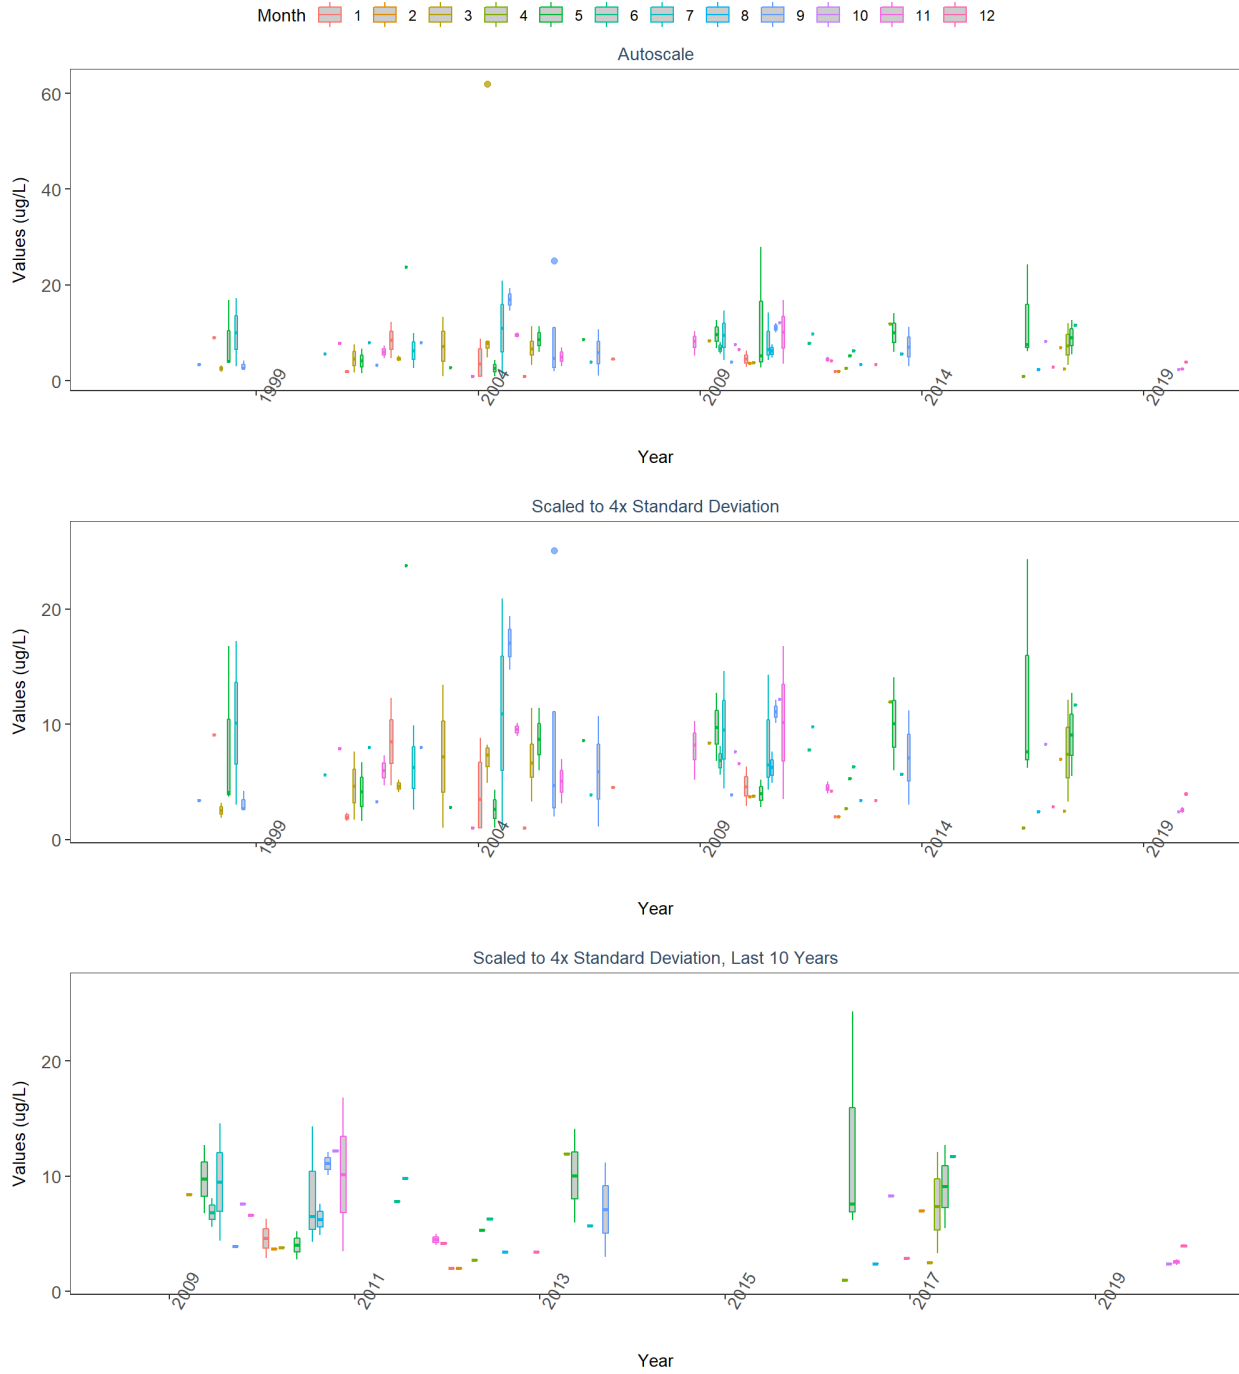 Month 1 2 3 4 5 6 7 8 9 10 11 12
Autoscale
Values (ug/L)
60
40
20
0
1999 2004 2009 2014 2019
Year
Scaled to 4x Standard Deviation
Values (ug/L)
20
10
0
1999 2004 2009 2014 2019
Year
Scaled to 4x Standard Deviation, Last 10 Years
Values (ug/L)
20
10
0
2009 2011 2013 2015 2017 2019
Year